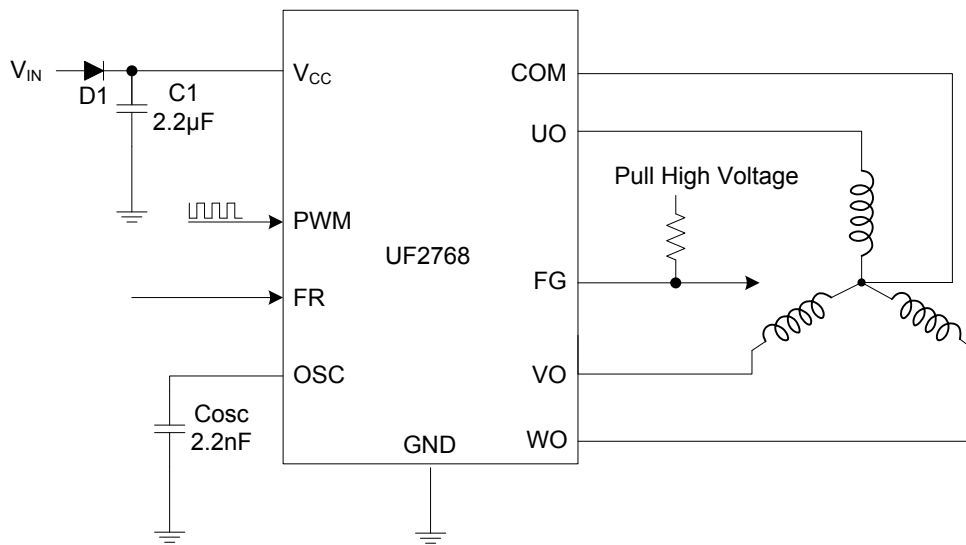 V_IN
D1
C1
2.2µF
V_CC
COM
UO
Pull High Voltage
PWM
UF2768
FG
FR
OSC
VO
Cosc
2.2nF
GND
WO